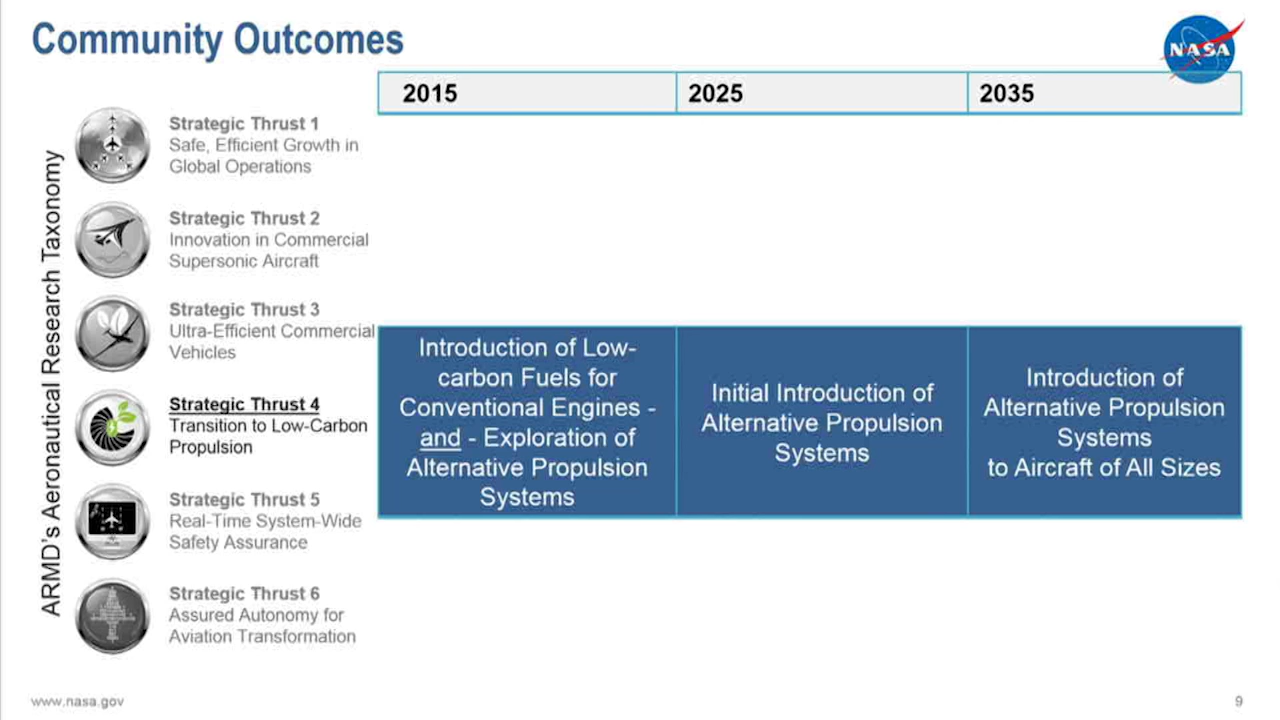 Community Outcomes
NASA
2015
2025
2035
ARMD's Aeronautical Research Taxonomy
Strategic Thrust 1
Safe, Efficient Growth in
Global Operations
Strategic Thrust 2
Innovation in Commercial
Supersonic Aircraft
Strategic Thrust 3
Ultra-Efficient Commercial
Vehicles
Strategic Thrust 4
Transition to Low-Carbon
Propulsion
Strategic Thrust 5
Real-Time System-Wide
Safety Assurance
Strategic Thrust 6
Assured Autonomy for
Aviation Transformation
Introduction of Low-
carbon Fuels for
Conventional Engines -
and - Exploration of
Alternative Propulsion
Systems
Initial Introduction of
Alternative Propulsion
Systems
Introduction of
Alternative Propulsion
Systems
to Aircraft of All Sizes
www.nasa.gov
9